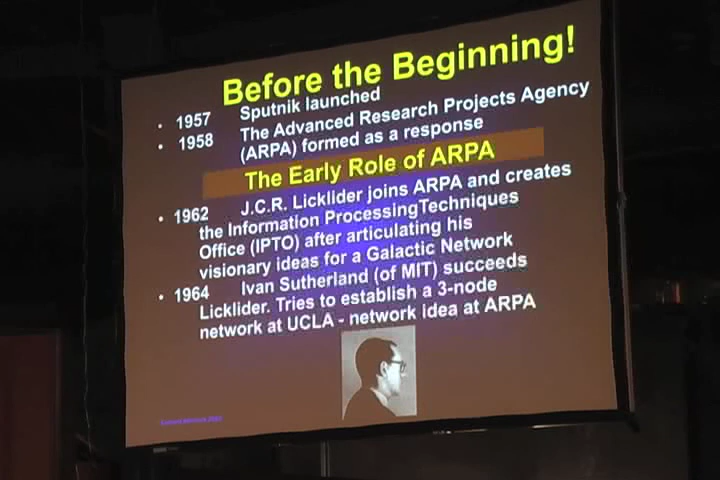 Before the Beginning!
• 1957 Sputnik launched
• 1958 The Advanced Research Projects Agency
(ARPA) formed as a response
The Early Role of ARPA
• 1962 J.C.R. Licklider joins ARPA and creates
the Information ProcessingTechniques
Office (IPTO) after articulating his
visionary ideas for a Galactic Network
• 1964 Ivan Sutherland (of MIT) succeeds
Licklider. Tries to establish a 3-node
network at UCLA - network idea at ARPA